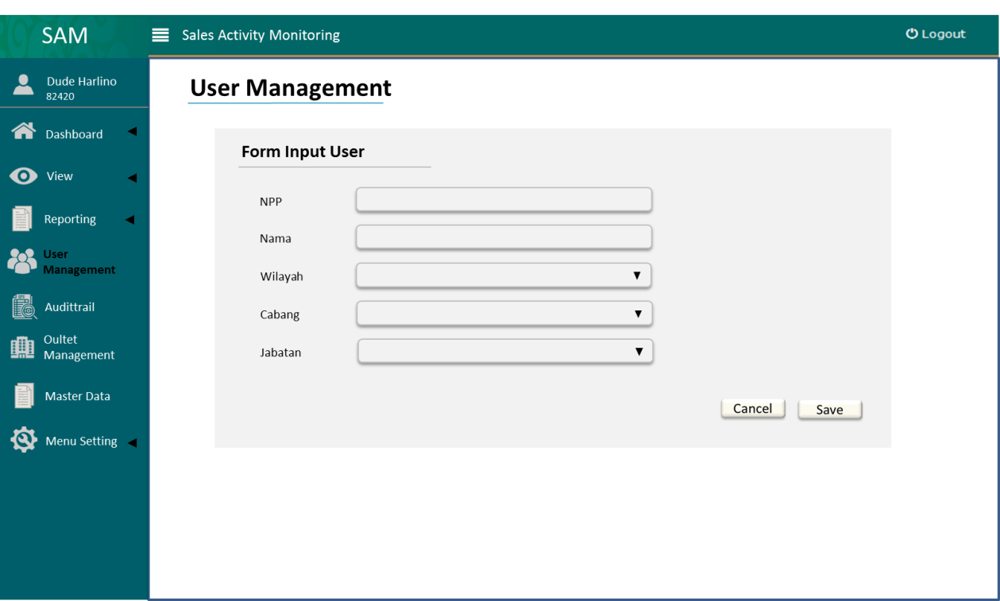 SAM
Sales Activity Monitoring
Logout
Dude Harlino
82420
Dashboard
View
Reporting
User
Management
Audittrail
Oultet
Management
Master Data
Menu Setting
User Management
Form Input User
NPP
Nama
Wilayah
Cabang
Jabatan
Cancel
Save